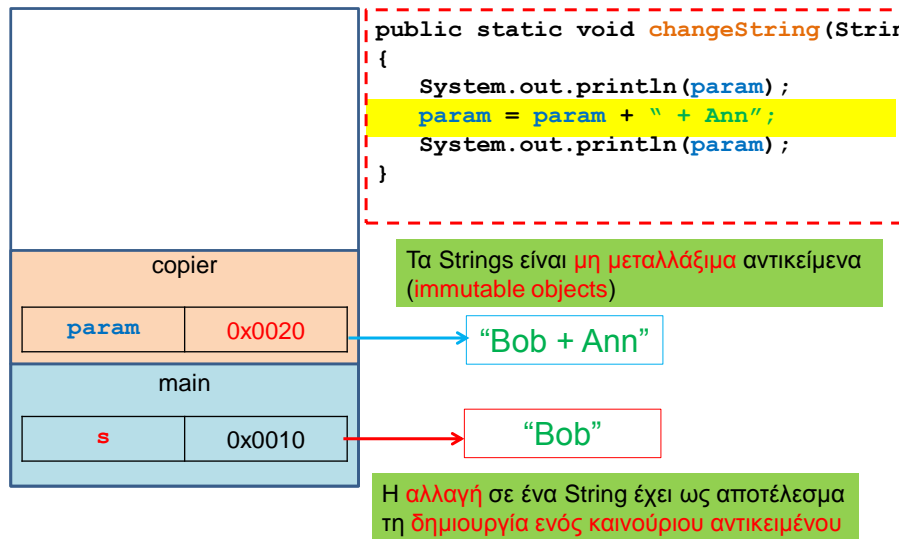 public static void changeString(Strin
{
System.out.println(param);
param = param + “ + Ann”;
System.out.println(param);
}
Τα Strings είναι μη μεταλλάξιμα αντικείμενα
(immutable objects)
copier
param 0x0020
“Bob + Ann”
main
s 0x0010
“Bob”
Η αλλαγή σε ένα String έχει ως αποτέλεσμα
τη δημιουργία ενός καινούριου αντικειμένου